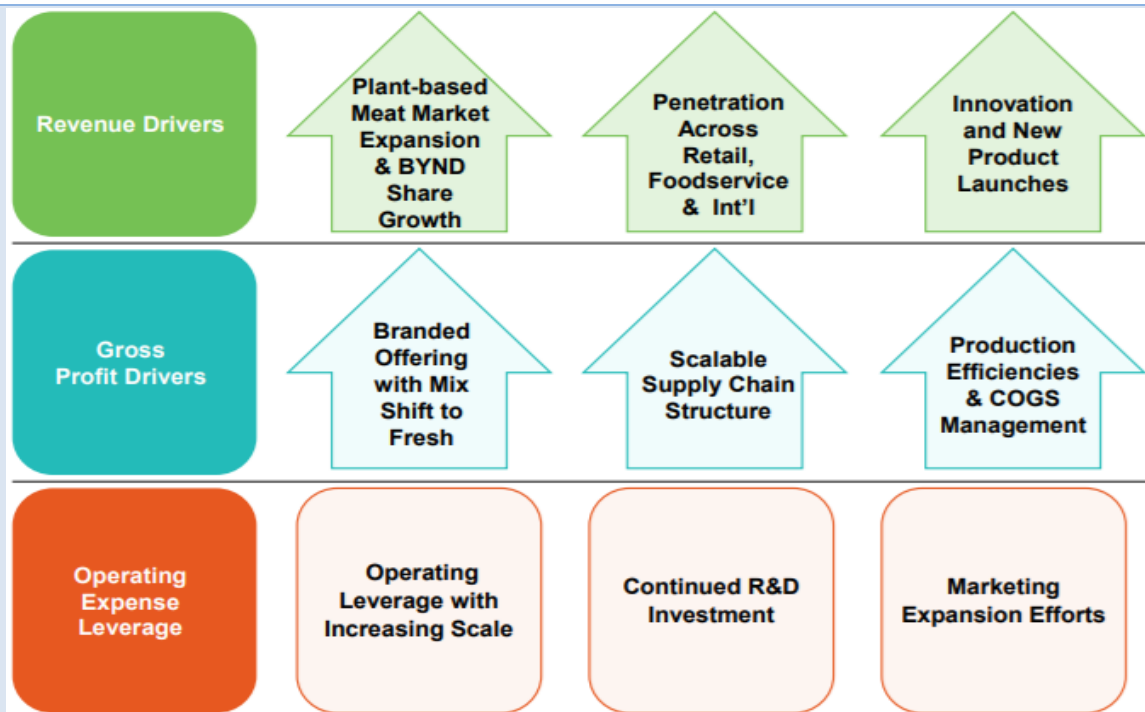 Revenue Drivers
Plant-based
Meat Market
Expansion
& BYND
Share
Growth
Penetration
Across
Retail,
Foodservice
& Int'l
Innovation
and New
Product
Launches
Gross
Profit Drivers
Branded
Offering
with Mix
Shift to
Fresh
Scalable
Supply Chain
Structure
Production
Efficiencies
& COGS
Management
Operating
Expense
Leverage
Operating
Leverage with
Increasing Scale
Continued R&D
Investment
Marketing
Expansion Efforts